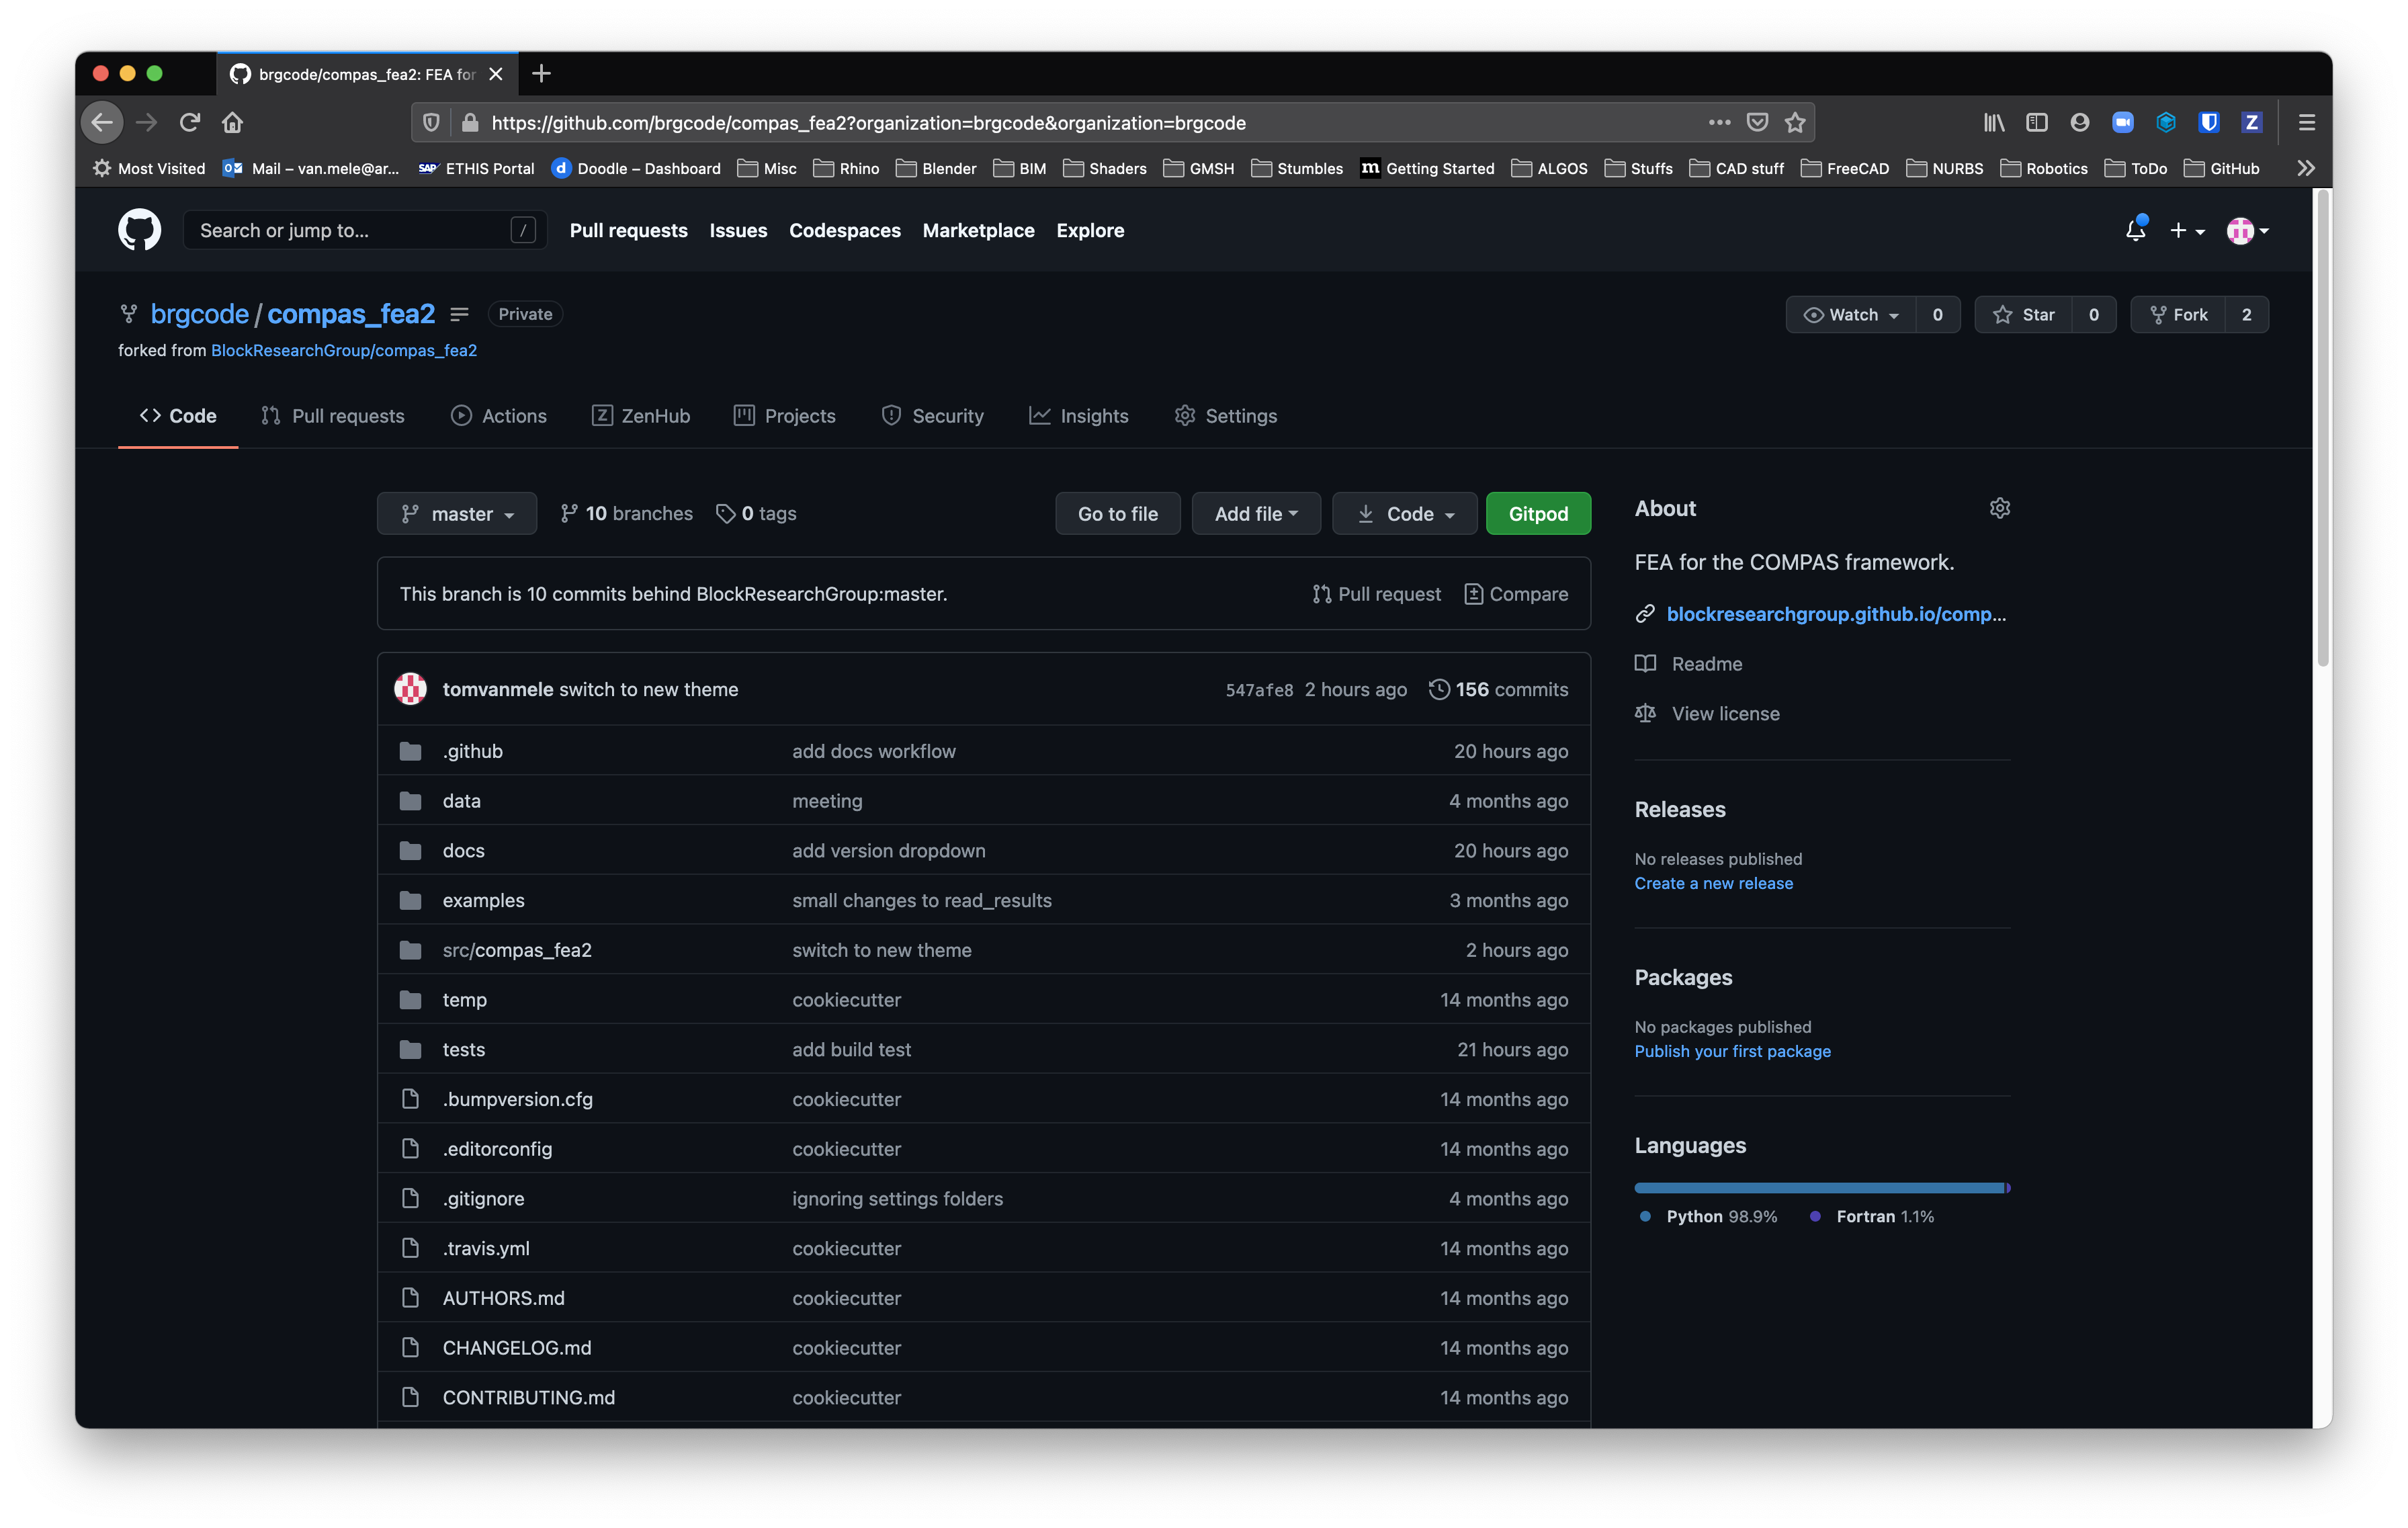 brgcode/compas_fea2: FEA for
https://github.com/brgcode/compas_fea2?organization=brgcode&organization=brgcode
Z
Most Visited Mail – van.mele@ar... SAP ETHIS Portal d Doodle – Dashboard Misc Rhino Blender BIM Shaders GMSH Stumbles m Getting Started ALGOS Stuffs CAD stuff FreeCAD NURBS Robotics ToDo GitHub
Search or jump to... / Pull requests Issues Codespaces Marketplace Explore
brgcode / compas_fea2 Private Watch 0 Star 0 Fork 2
forked from BlockResearchGroup/compas_fea2
Code Pull requests Actions Z ZenHub Projects Security Insights Settings
master 10 branches 0 tags Go to file Add file Code Gitpod
This branch is 10 commits behind BlockResearchGroup:master. Pull request Compare
tomvanmele switch to new theme 547afe8 2 hours ago 156 commits
.github add docs workflow 20 hours ago
data meeting 4 months ago
docs add version dropdown 20 hours ago
examples small changes to read_results 3 months ago
src/compas_fea2 switch to new theme 2 hours ago
temp cookiecutter 14 months ago
tests add build test 21 hours ago
.bumpversion.cfg cookiecutter 14 months ago
.editorconfig cookiecutter 14 months ago
.gitignore ignoring settings folders 4 months ago
.travis.yml cookiecutter 14 months ago
AUTHORS.md cookiecutter 14 months ago
CHANGELOG.md cookiecutter 14 months ago
CONTRIBUTING.md cookiecutter 14 months ago
About
FEA for the COMPAS framework.
blockresearchgroup.github.io/comp...
Readme
View license
Releases
No releases published
Create a new release
Packages
No packages published
Publish your first package
Languages
Python 98.9% Fortran 1.1%